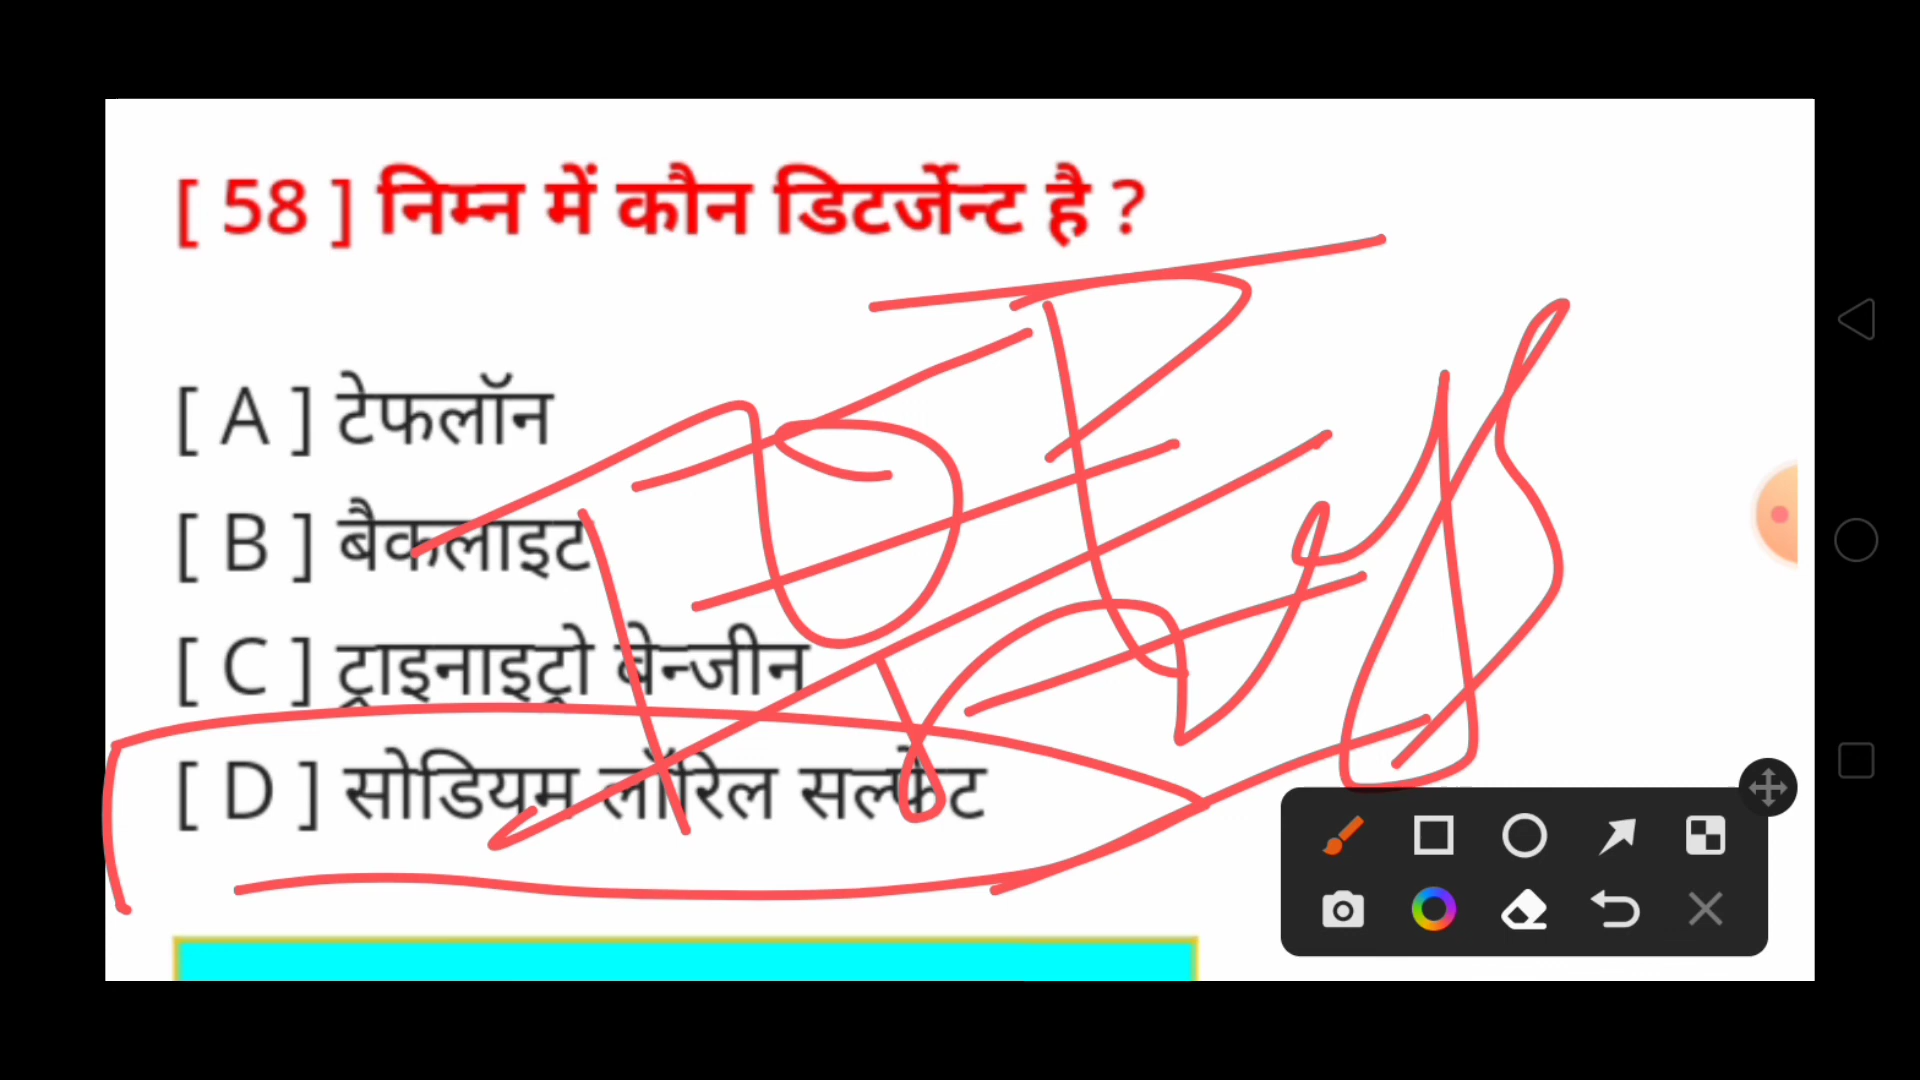 [ 58 ] निम्न में कौन डिटर्जेन्ट है ?
[ A ] टेफलॉन
[ B ] बैकलाइट
[ C ] ट्राइनाइट्रो बेन्जीन
[ D ] सोडियम लॉरिल सल्फेट